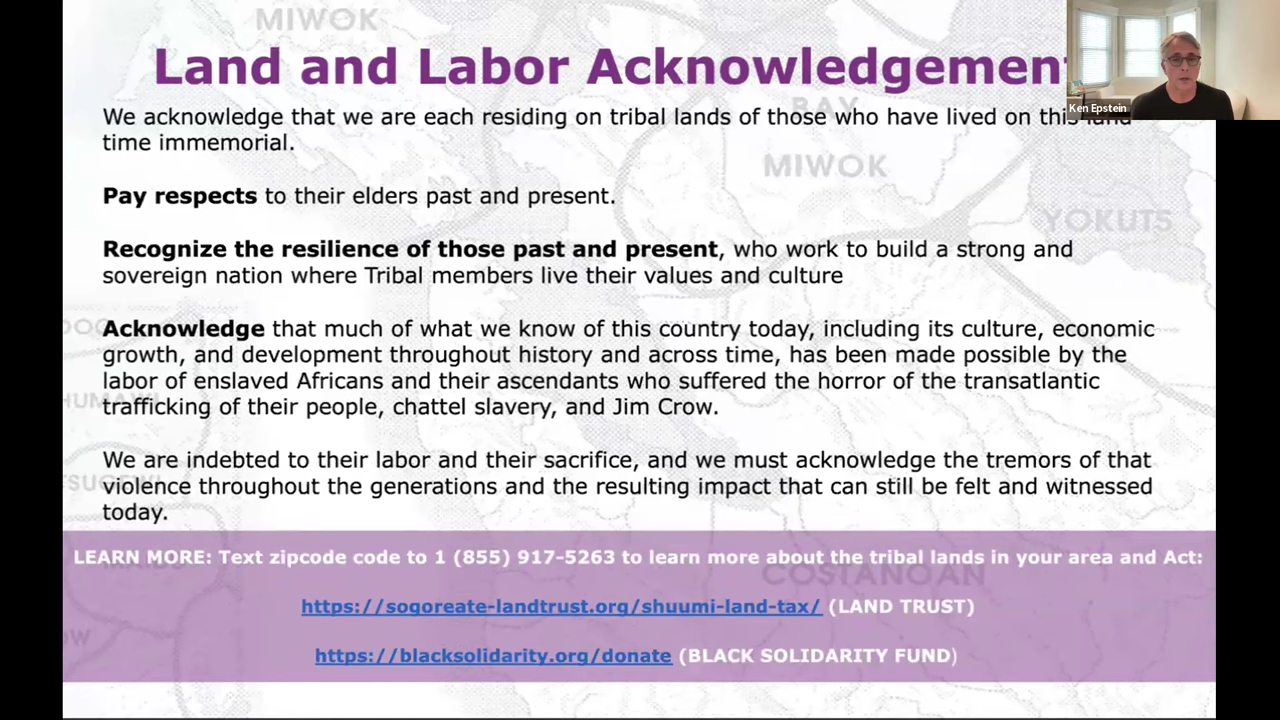 MIWOK
Land and Labor Acknowledgement
Ken Epstein
BAY
We acknowledge that we are each residing on tribal lands of those who have lived on this land
time immemorial.
MIWOK
Pay respects to their elders past and present.
YOKUTS
Recognize the resilience of those past and present, who work to build a strong and
sovereign nation where Tribal members live their values and culture
Acknowledge that much of what we know of this country today, including its culture, economic
growth, and development throughout history and across time, has been made possible by the
labor of enslaved Africans and their ascendants who suffered the horror of the transatlantic
trafficking of their people, chattel slavery, and Jim Crow.
We are indebted to their labor and their sacrifice, and we must acknowledge the tremors of that
violence throughout the generations and the resulting impact that can still be felt and witnessed
today.
LEARN MORE: Text zipcode code to 1 (855) 917-5263 to learn more about the tribal lands in your area and Act:
COSTANOAN
https://sogoreate-landtrust.org/shuumi-land-tax/ (LAND TRUST)
https://blacksolidarity.org/donate (BLACK SOLIDARITY FUND)